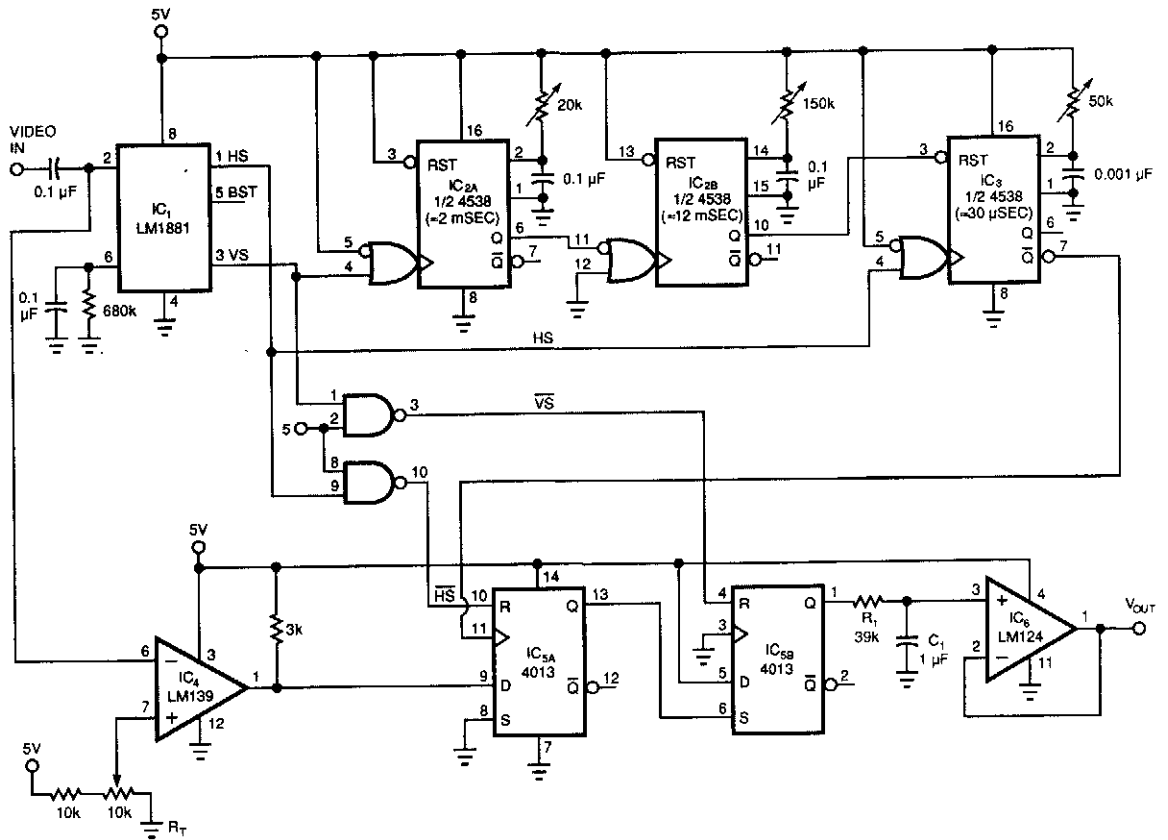 5V
VIDEO
IN
0.1 µF
2
8
1 HS
5 BST
3 VS
IC1
LM1881
6
4
0.1
µF
680k
3
16
RST
20k
2
0.1 µF
1
IC2A
1/2 4538
(≈2 mSEC)
Q
6
Q̅
7
5
4
8
13
RST
150k
14
0.1
µF
15
IC2B
1/2 4538
(≈12 mSEC)
Q
10
Q̅
11
11
12
3
16
RST
50k
2
0.001 µF
1
IC3
1/2 4538
(≈30 µSEC)
Q
6
Q̅
7
5
4
8
HS
1
2
3
V̅S̅
5
8
9
10
5V
H̅S̅
3k
6
−
3
IC4
LM139
1
7
+
12
5V
10k
10k
RT
14
10
R
Q
13
11
IC5A
4013
9
D
Q̅
12
8
S
7
4
R
Q
1
3
IC5B
4013
5
D
Q̅
2
6
S
R1
39k
C1
1 µF
3
+
4
IC6
LM124
1
2
−
11
VOUT